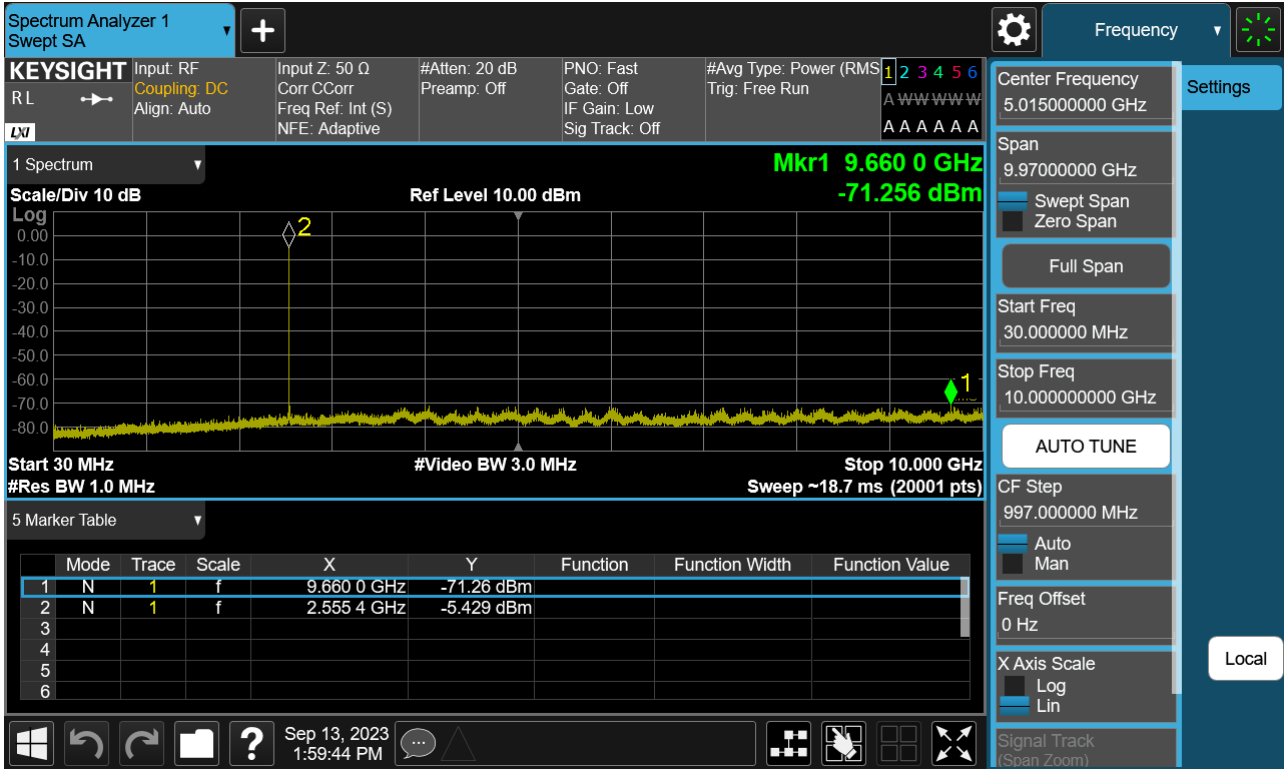 Spectrum Analyzer 1
Swept SA
Frequency
KEYSIGHT
R L
LXI
Input: RF
Coupling: DC
Align: Auto
Input Z: 50 Ω
Corr CCorr
Freq Ref: Int (S)
NFE: Adaptive
#Atten: 20 dB
Preamp: Off
PNO: Fast
Gate: Off
IF Gain: Low
Sig Track: Off
#Avg Type: Power (RMS
Trig: Free Run
1 2 3 4 5 6
A W W W W W
A A A A A A
1 Spectrum
Mkr1 9.660 0 GHz
-71.256 dBm
Scale/Div 10 dB
Ref Level 10.00 dBm
Log
0.00
-10.0
-20.0
-30.0
-40.0
-50.0
-60.0
-70.0
-80.0
2
1
Start 30 MHz
#Video BW 3.0 MHz
Stop 10.000 GHz
#Res BW 1.0 MHz
Sweep ~18.7 ms (20001 pts)
5 Marker Table
Mode Trace Scale X Y Function Function Width Function Value
1 N 1 f 9.660 0 GHz -71.26 dBm
2 N 1 f 2.555 4 GHz -5.429 dBm
3
4
5
6
Sep 13, 2023
1:59:44 PM
Center Frequency
5.015000000 GHz
Span
9.97000000 GHz
Swept Span
Zero Span
Full Span
Start Freq
30.000000 MHz
Stop Freq
10.000000000 GHz
AUTO TUNE
CF Step
997.000000 MHz
Auto
Man
Freq Offset
0 Hz
X Axis Scale
Log
Lin
Signal Track
(Span Zoom)
Settings
Local